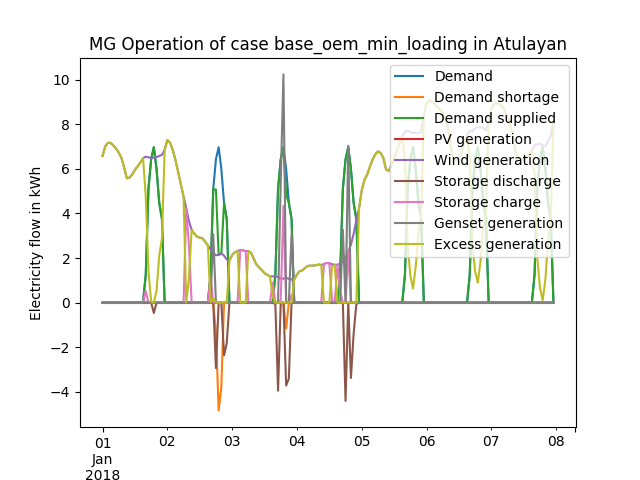 MG Operation of case base_oem_min_loading in Atulayan
Electricity flow in kWh
10
8
6
4
2
0
−2
−4
01
Jan
2018
02
03
04
05
06
07
08
Demand
Demand shortage
Demand supplied
PV generation
Wind generation
Storage discharge
Storage charge
Genset generation
Excess generation